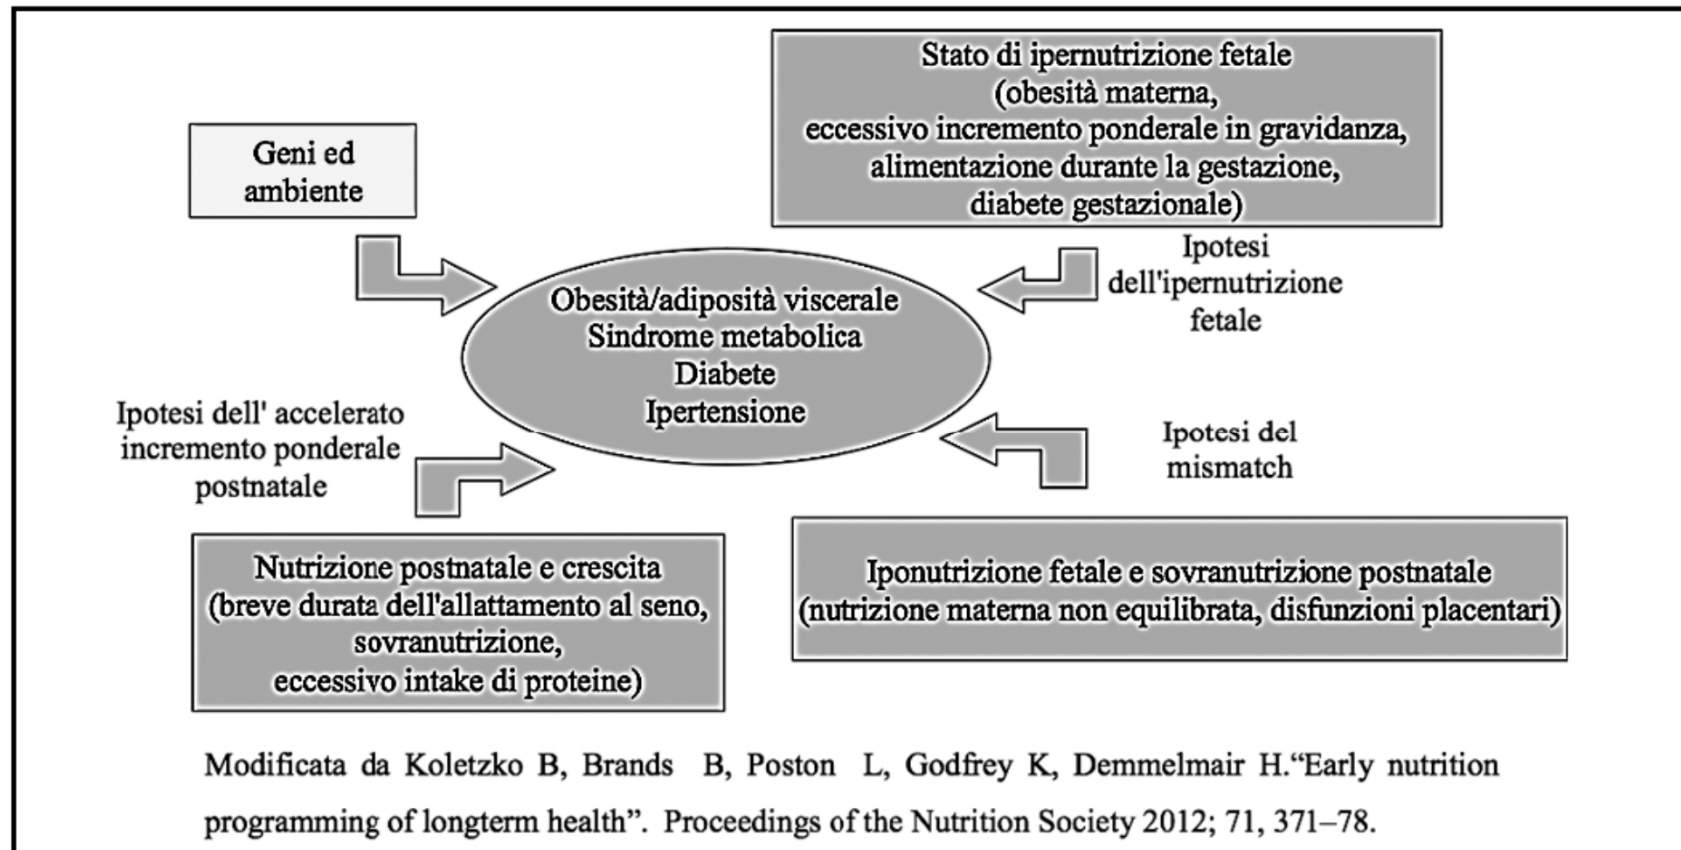 Stato di ipernutrizione fetale
(obesità materna,
eccessivo incremento ponderale in gravidanza,
alimentazione durante la gestazione,
diabete gestazionale)
Geni ed
ambiente
Ipotesi
dell'ipernutrizione
fetale
Obesità/adiposità viscerale
Sindrome metabolica
Diabete
Ipertensione
Ipotesi dell' accelerato
incremento ponderale
postnatale
Ipotesi del
mismatch
Nutrizione postnatale e crescita
(breve durata dell'allattamento al seno,
sovranutrizione,
eccessivo intake di proteine)
Iponutrizione fetale e sovranutrizione postnatale
(nutrizione materna non equilibrata, disfunzioni placentari)
Modificata da Koletzko B, Brands B, Poston L, Godfrey K, Demmelmair H.“Early nutrition
programming of longterm health”. Proceedings of the Nutrition Society 2012; 71, 371–78.